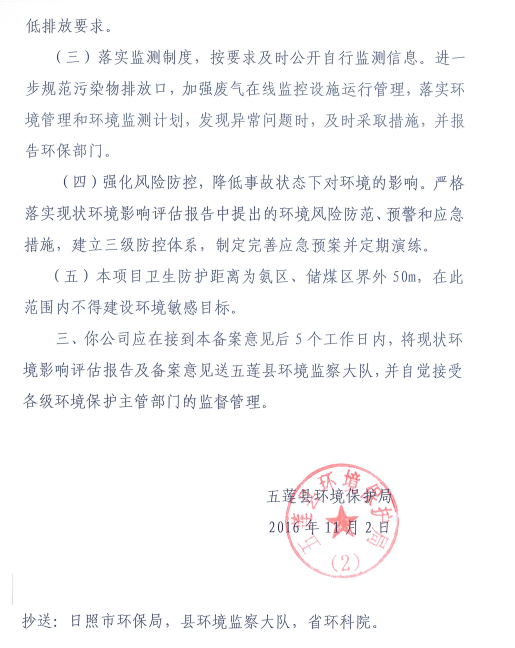 低排放要求。
（三）落实监测制度，按要求及时公开自行监测信息。进一
步规范污染物排放口，加强废气在线监控设施运行管理，落实环
境管理和环境监测计划，发现异常问题时，及时采取措施，并报
告环保部门。
（四）强化风险防控，降低事故状态下对环境的影响。严格
落实现状环境影响评估报告中提出的环境风险防范、预警和应急
措施，建立三级防控体系，制定完善应急预案并定期演练。
（五）本项目卫生防护距离为氨区、储煤区界外 50m，在此
范围内不得建设环境敏感目标。
三、你公司应在接到本备案意见后 5 个工作日内，将现状环
境影响评估报告及备案意见送五莲县环境监察大队，并自觉接受
各级环境保护主管部门的监督管理。
五莲县环境保护局
2016 年 11 月 2 日
五莲县环境保护局
（2）
抄送：日照市环保局，县环境监察大队，省环科院。